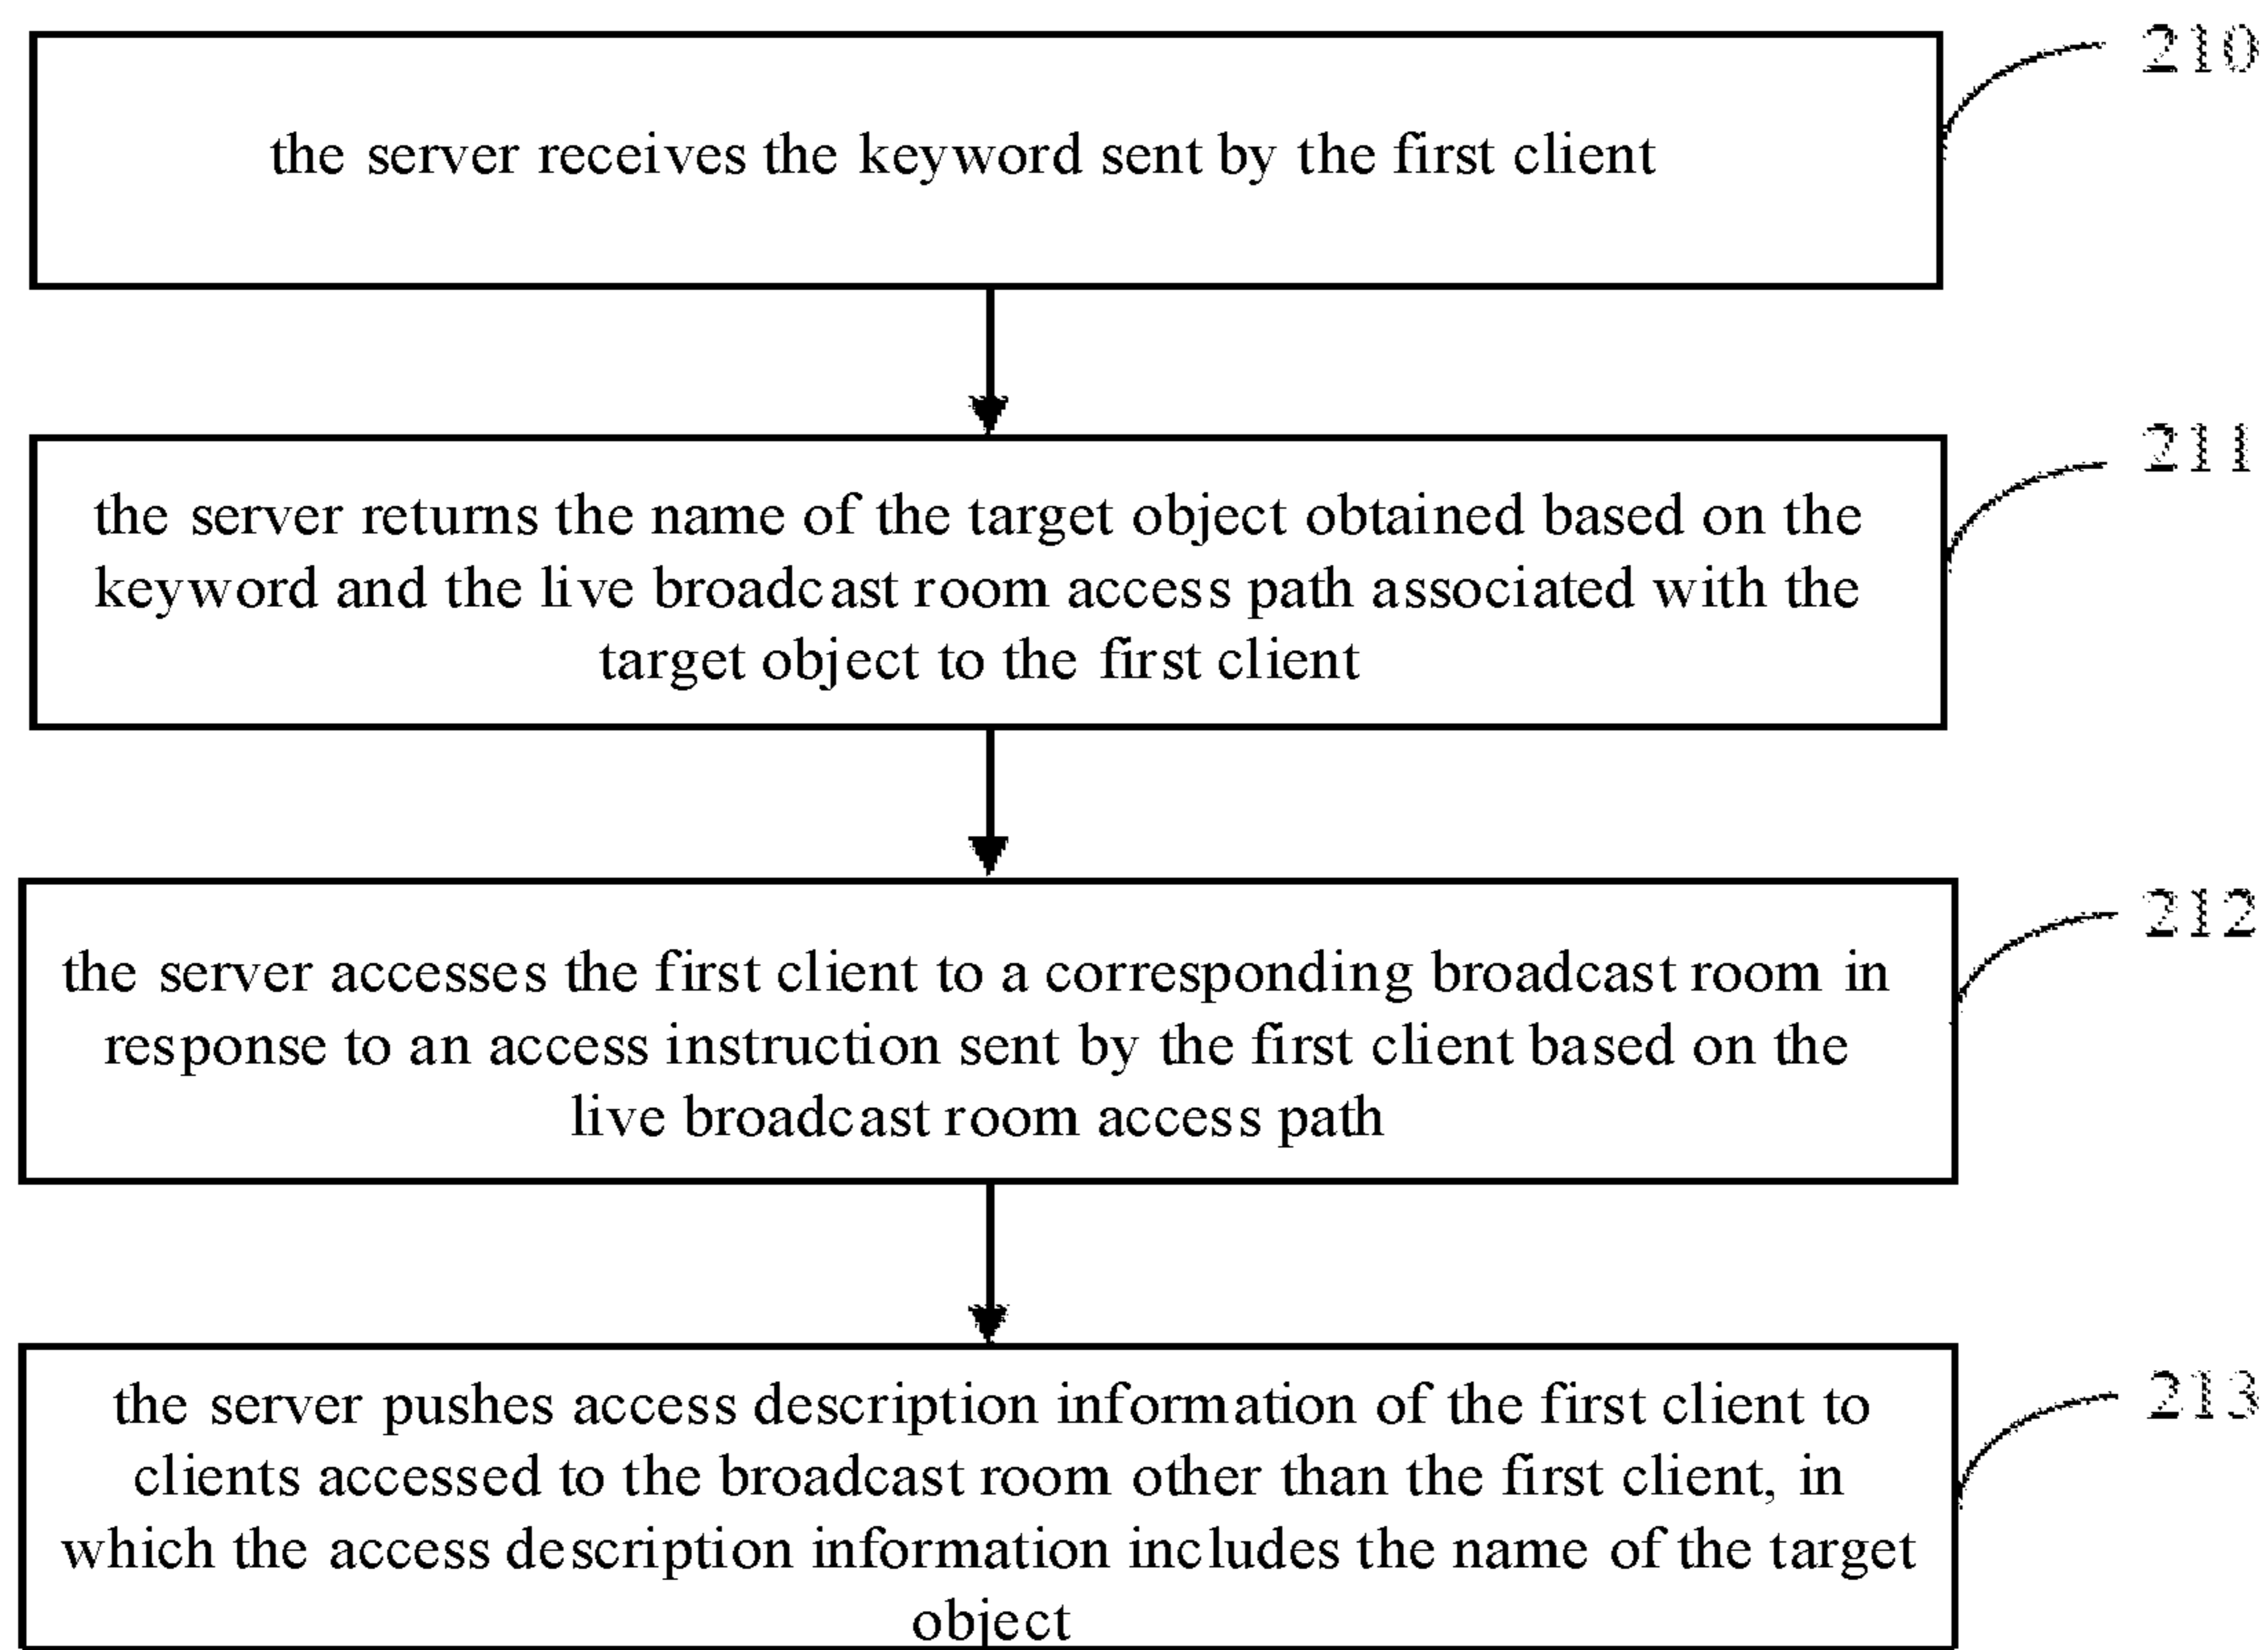 210
the server receives the keyword sent by the first client
211
the server returns the name of the target object obtained based on the
keyword and the live broadcast room access path associated with the
target object to the first client
212
the server accesses the first client to a corresponding broadcast room in
response to an access instruction sent by the first client based on the
live broadcast room access path
213
the server pushes access description information of the first client to
clients accessed to the broadcast room other than the first client, in
which the access description information includes the name of the target
object